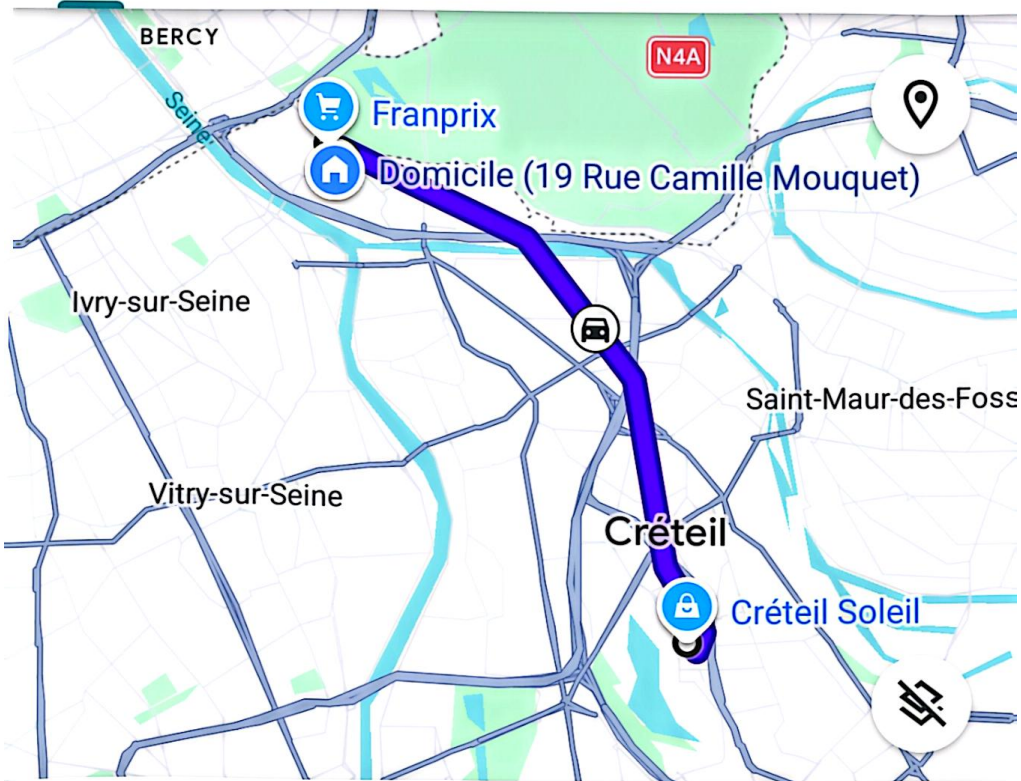 BERCY
N4A
Seine
Franprix
Domicile (19 Rue Camille Mouquet)
Ivry-sur-Seine
Saint-Maur-des-Foss
Vitry-sur-Seine
Créteil
Créteil Soleil